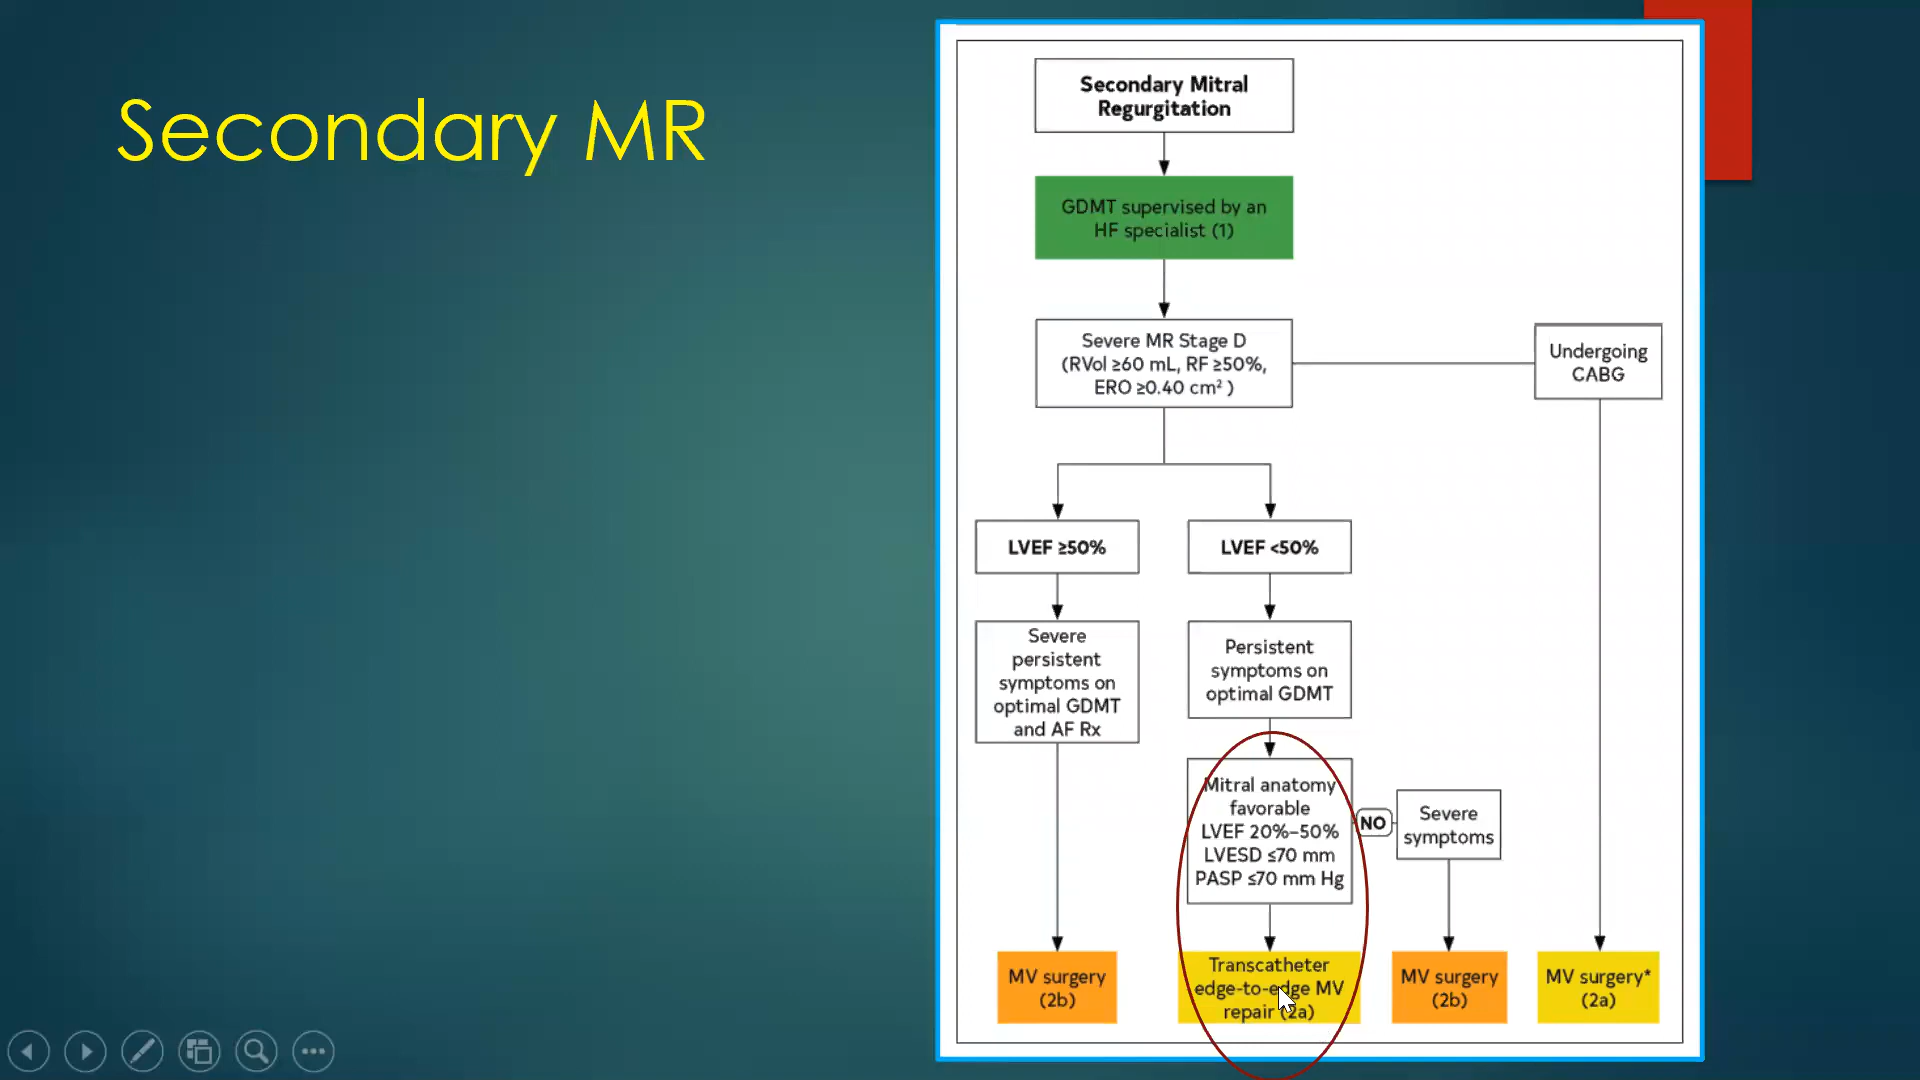 Secondary MR
Secondary Mitral
Regurgitation
GDMT supervised by an
HF specialist (1)
Severe MR Stage D
(RVol ≥60 mL, RF ≥50%,
ERO ≥0.40 cm² )
Undergoing
CABG
LVEF ≥50%
LVEF <50%
Severe
persistent
symptoms on
optimal GDMT
and AF Rx
Persistent
symptoms on
optimal GDMT
Mitral anatomy
favorable
LVEF 20%–50%
LVESD ≤70 mm
PASP ≤70 mm Hg
NO
Severe
symptoms
MV surgery
(2b)
Transcatheter
edge-to-edge MV
repair (2a)
MV surgery
(2b)
MV surgery*
(2a)